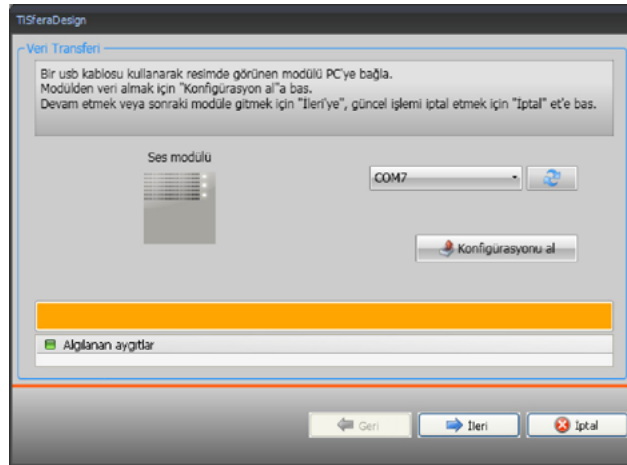 TiSferaDesign
Veri Transferi
Bir usb kablosu kullanarak resimde görünen modülü PC'ye bağla.
Modülden veri almak için "Konfigürasyon al"a bas.
Devam etmek veya sonraki modüle gitmek için "İleri'ye", güncel işlemi iptal etmek için "İptal" et'e bas.
Ses modülü
COM7
Konfigürasyonu al
Algılanan aygıtlar
Geri
İleri
İptal